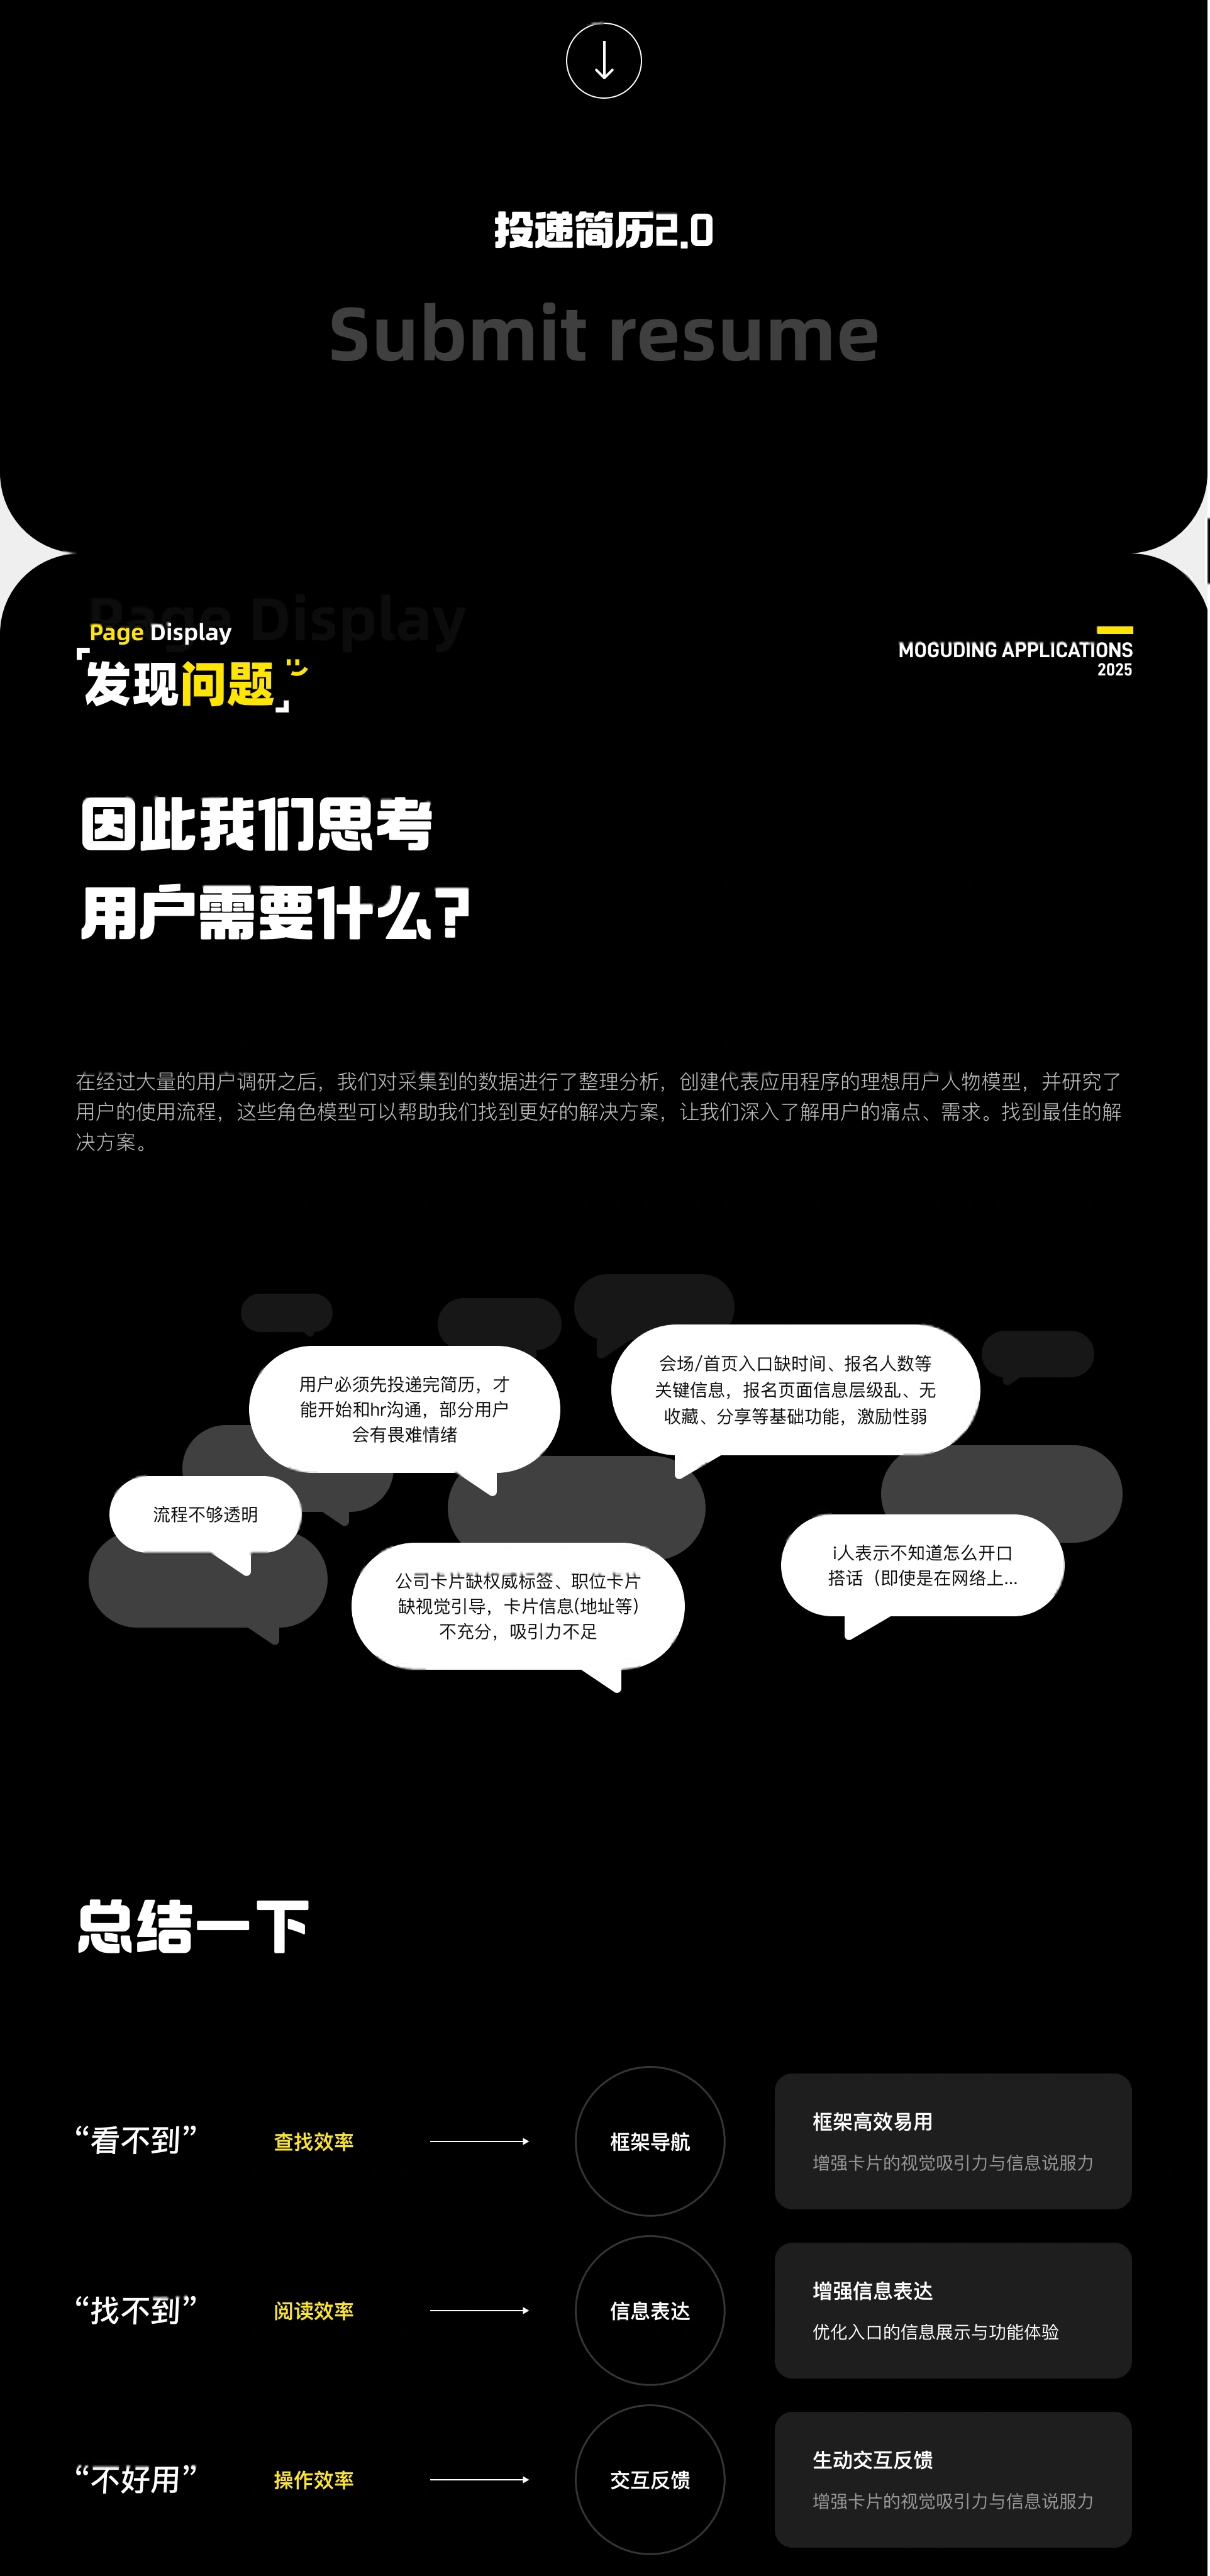 投递简历2.0
Submit resume
Page Display
Page Display
发现问题
MOGUDING APPLICATIONS
2025
因此我们思考
用户需要什么?
在经过大量的用户调研之后，我们对采集到的数据进行了整理分析，创建代表应用程序的理想用户人物模型，并研究了
用户的使用流程，这些角色模型可以帮助我们找到更好的解决方案，让我们深入了解用户的痛点、需求。找到最佳的解
决方案。
用户必须先投递完简历，才
能开始和hr沟通，部分用户
会有畏难情绪
会场/首页入口缺时间、报名人数等
关键信息，报名页面信息层级乱、无
收藏、分享等基础功能，激励性弱
流程不够透明
公司卡片缺权威标签、职位卡片
缺视觉引导，卡片信息(地址等)
不充分，吸引力不足
i人表示不知道怎么开口
搭话（即使是在网络上...
总结一下
“看不到”
查找效率
框架导航
框架高效易用
增强卡片的视觉吸引力与信息说服力
“找不到”
阅读效率
信息表达
增强信息表达
优化入口的信息展示与功能体验
“不好用”
操作效率
交互反馈
生动交互反馈
增强卡片的视觉吸引力与信息说服力